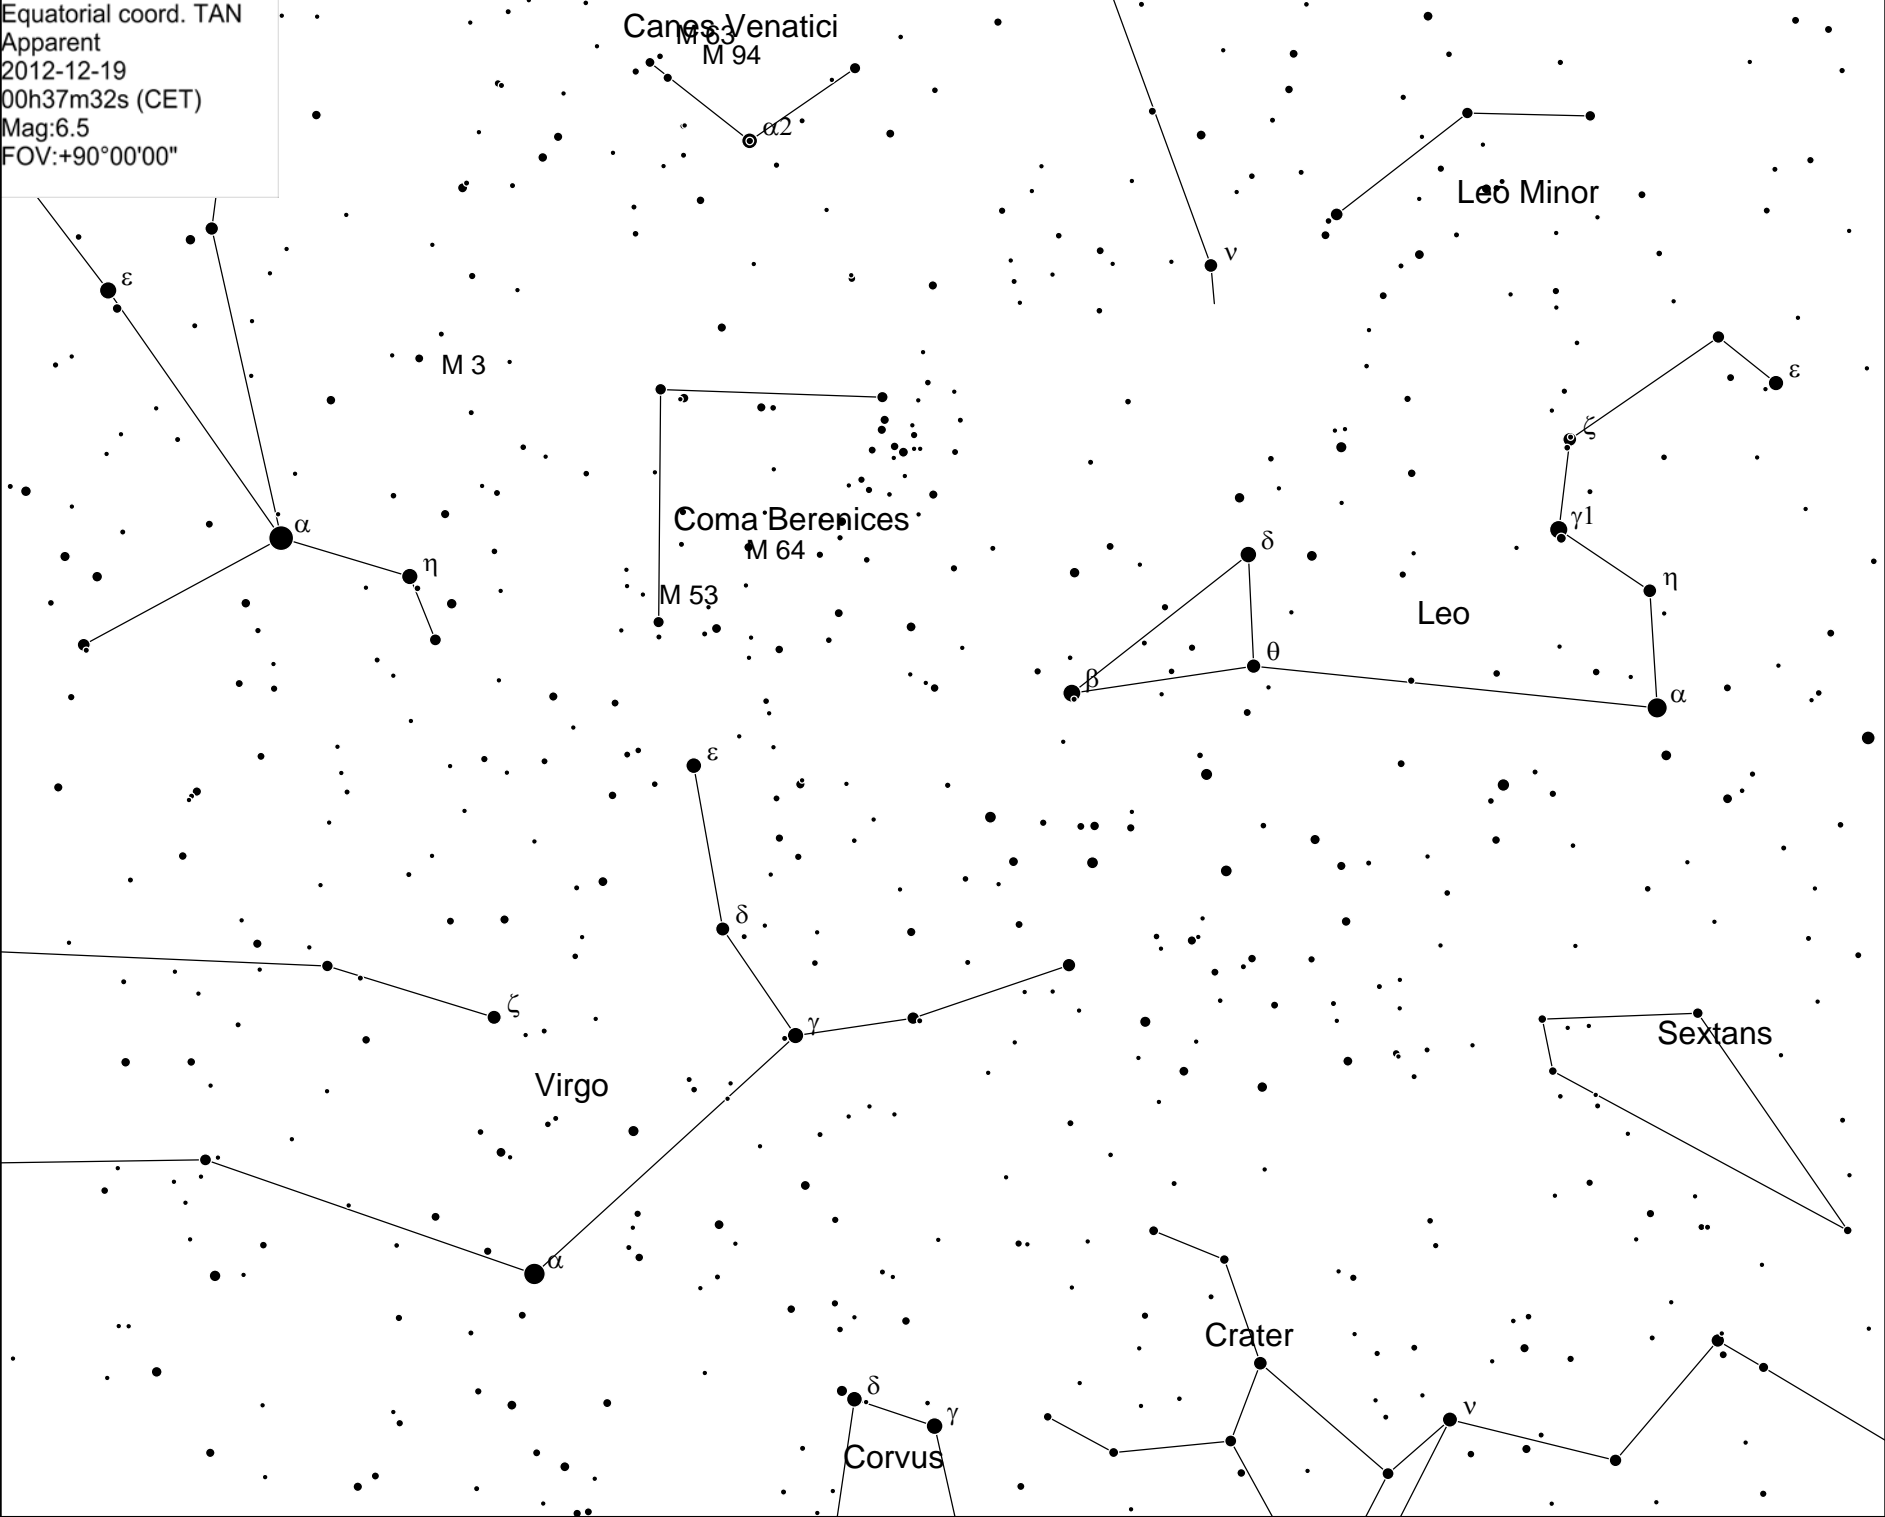 Equatorial coord. TAN
Apparent
2012-12-19
00h37m32s (CET)
Mag:6.5
FOV:+90°00'00"
Canes Venatici
M 63
M 94
α2
Leo Minor
ν
ε
M 3
ε
ζ
γ1
α
η
Coma Berenices
M 64
M 53
δ
η
Leo
θ
β
α
ε
δ
ζ
γ
Sextans
Virgo
α
Crater
δ
γ
ν
Corvus